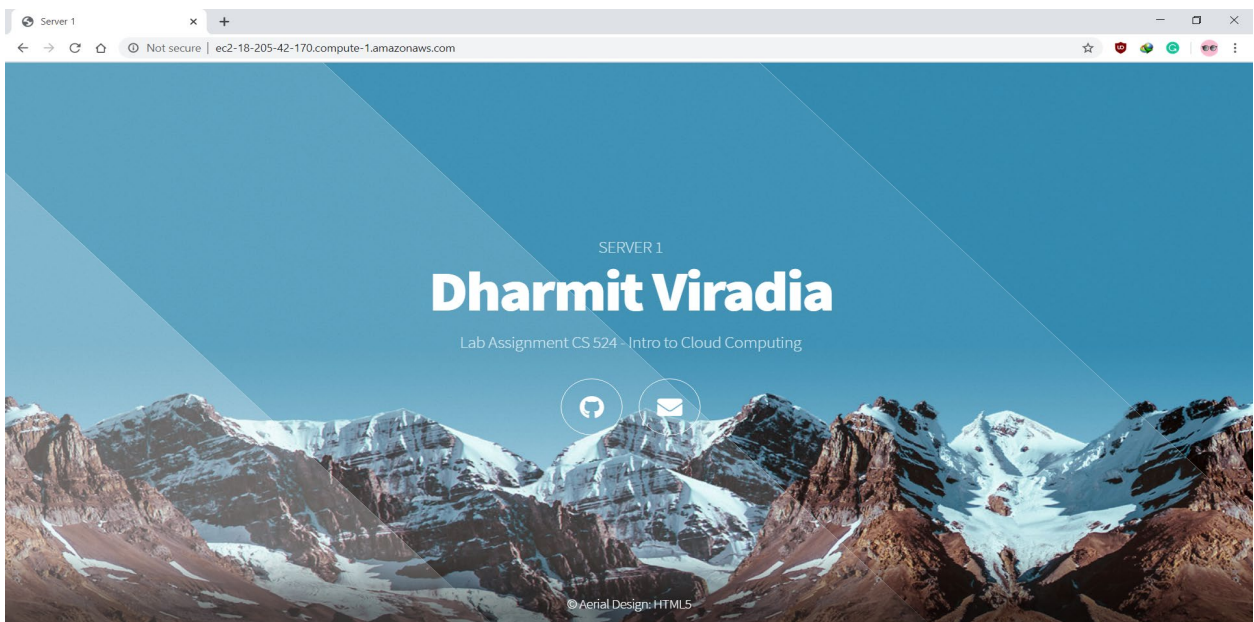 Server 1
Not secure | ec2-18-205-42-170.compute-1.amazonaws.com
SERVER 1
Dharmit Viradia
Lab Assignment CS 524 - Intro to Cloud Computing
© Aerial Design: HTML5